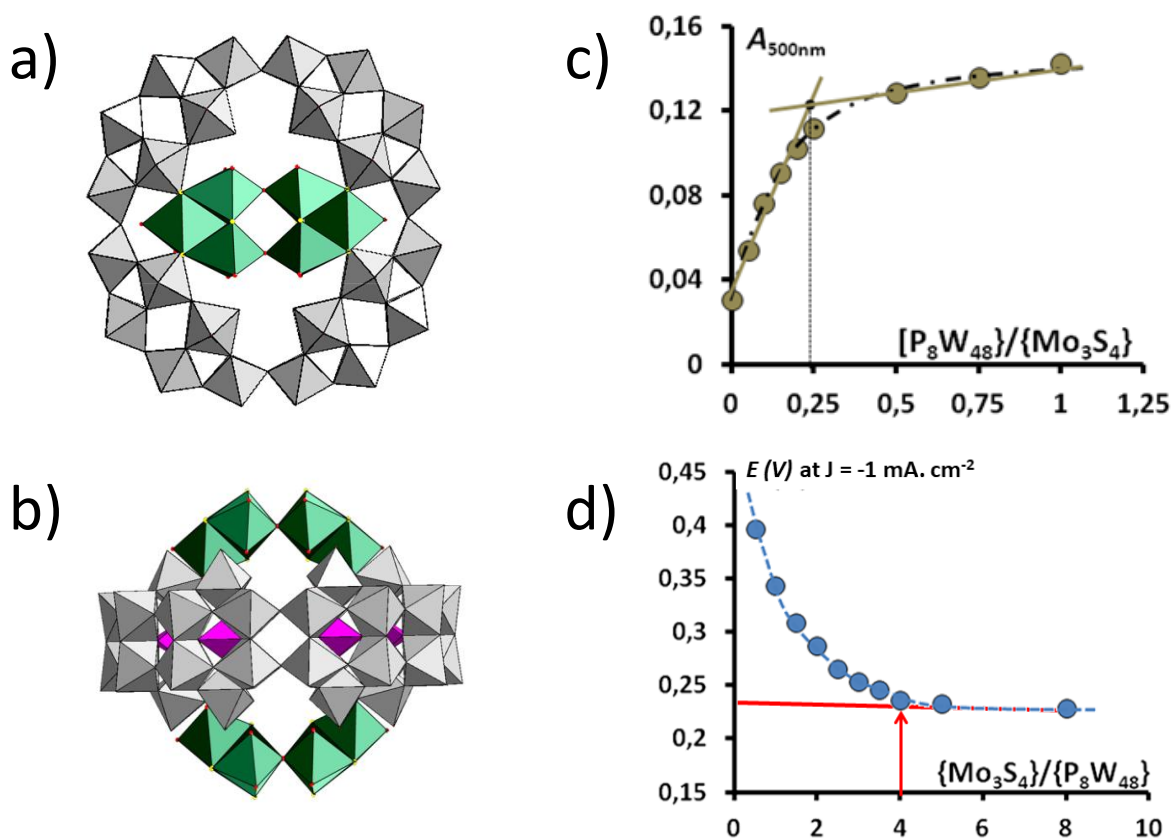 a)
b)
c)
0,16
A500nm
0,12
0,08
0,04
0
[P8W48]/{Mo3S4}
0 0,25 0,5 0,75 1 1,25
d)
0,45
E (V) at J = -1 mA. cm-2
0,4
0,35
0,3
0,25
0,2
0,15
{Mo3S4}/{P8W48}
0 2 4 6 8 10